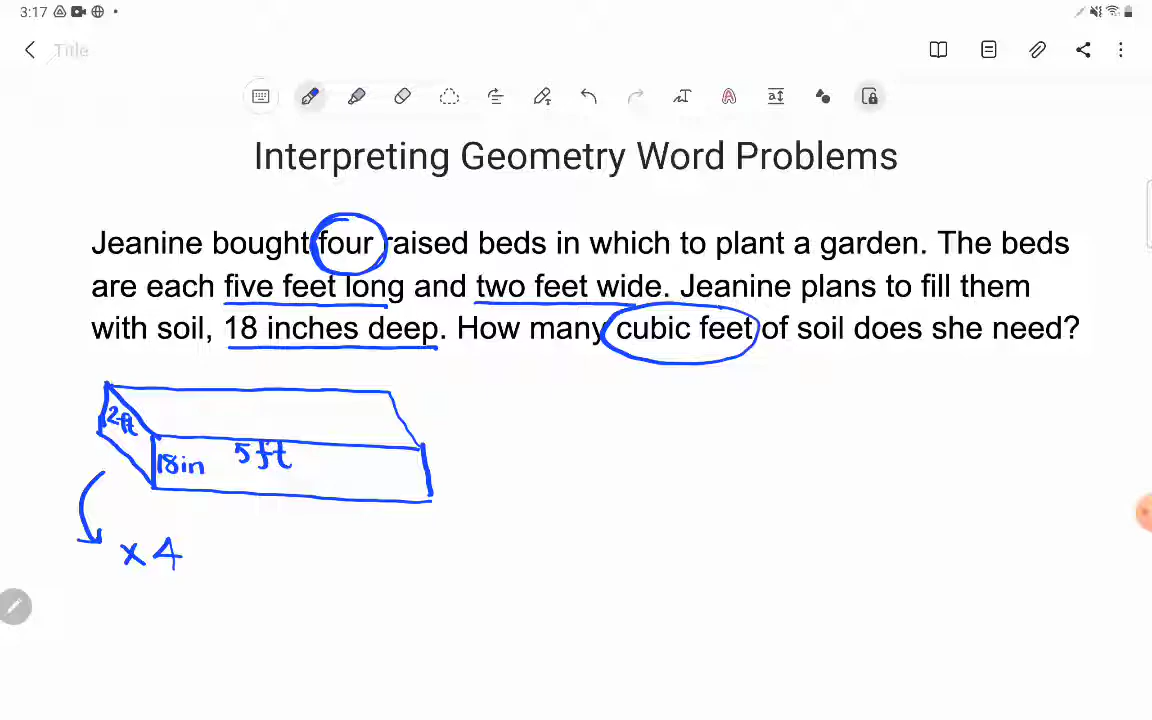 3:17
Title
Interpreting Geometry Word Problems
Jeanine bought four raised beds in which to plant a garden. The beds
are each five feet long and two feet wide. Jeanine plans to fill them
with soil, 18 inches deep. How many cubic feet of soil does she need?
2ft
18in 5ft
x 4